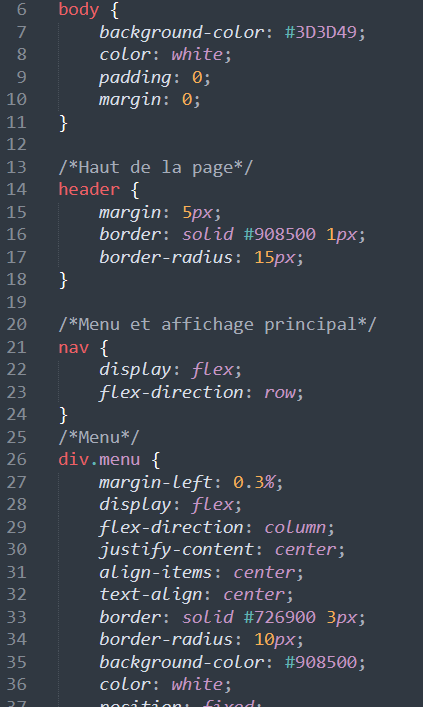 6 body {
7 background-color: #3D3D49;
8 color: white;
9 padding: 0;
10 margin: 0;
11 }
12
13 /*Haut de la page*/
14 header {
15 margin: 5px;
16 border: solid #908500 1px;
17 border-radius: 15px;
18 }
19
20 /*Menu et affichage principal*/
21 nav {
22 display: flex;
23 flex-direction: row;
24 }
25 /*Menu*/
26 div.menu {
27 margin-left: 0.3%;
28 display: flex;
29 flex-direction: column;
30 justify-content: center;
31 align-items: center;
32 text-align: center;
33 border: solid #726900 3px;
34 border-radius: 10px;
35 background-color: #908500;
36 color: white;
37 position: fixed;